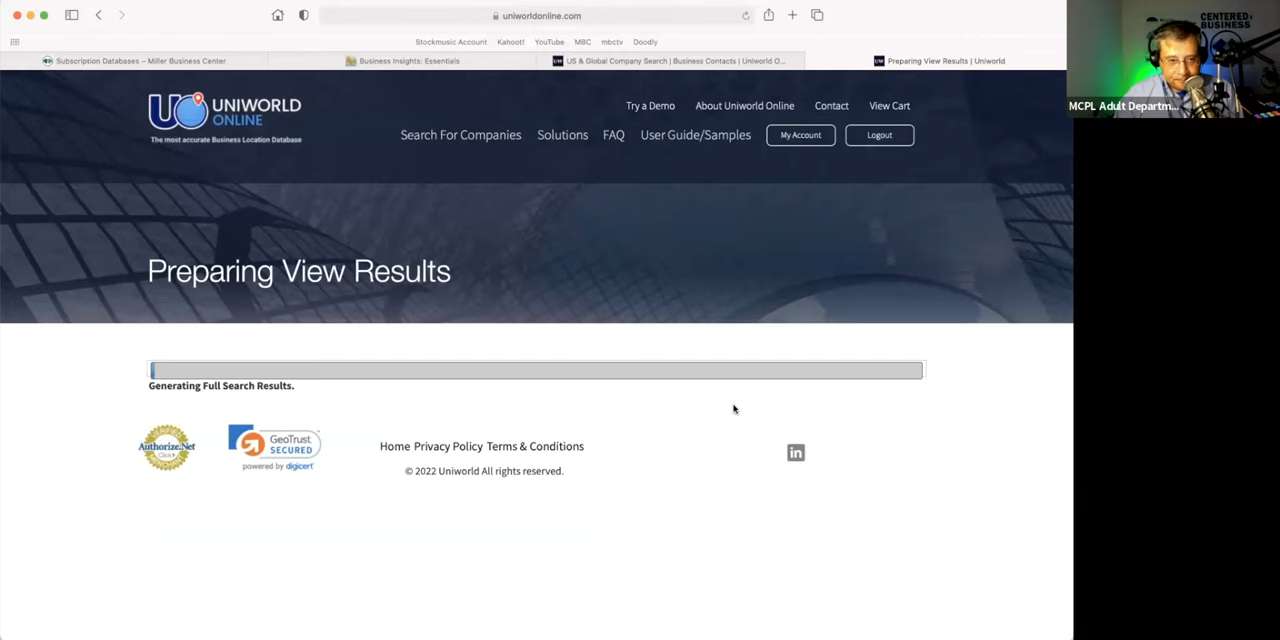 uniworldonline.com
Stockmusic Account Kahoot! YouTube MBC mbctv Doodly
Subscription Databases – Miller Business Center
Business Insights: Essentials
UW US & Global Company Search | Business Contacts | Uniworld O...
UW Preparing View Results | Uniworld
CENTERED
BUSINESS
MCPL Adult Departm...
UNIWORLD
ONLINE
The most accurate Business Location Database
Try a Demo About Uniworld Online Contact View Cart
Search For Companies Solutions FAQ User Guide/Samples My Account Logout
Preparing View Results
Generating Full Search Results.
Authorize.Net
Click
GeoTrust
SECURED
powered by digicert
Home Privacy Policy Terms & Conditions
© 2022 Uniworld All rights reserved.
in